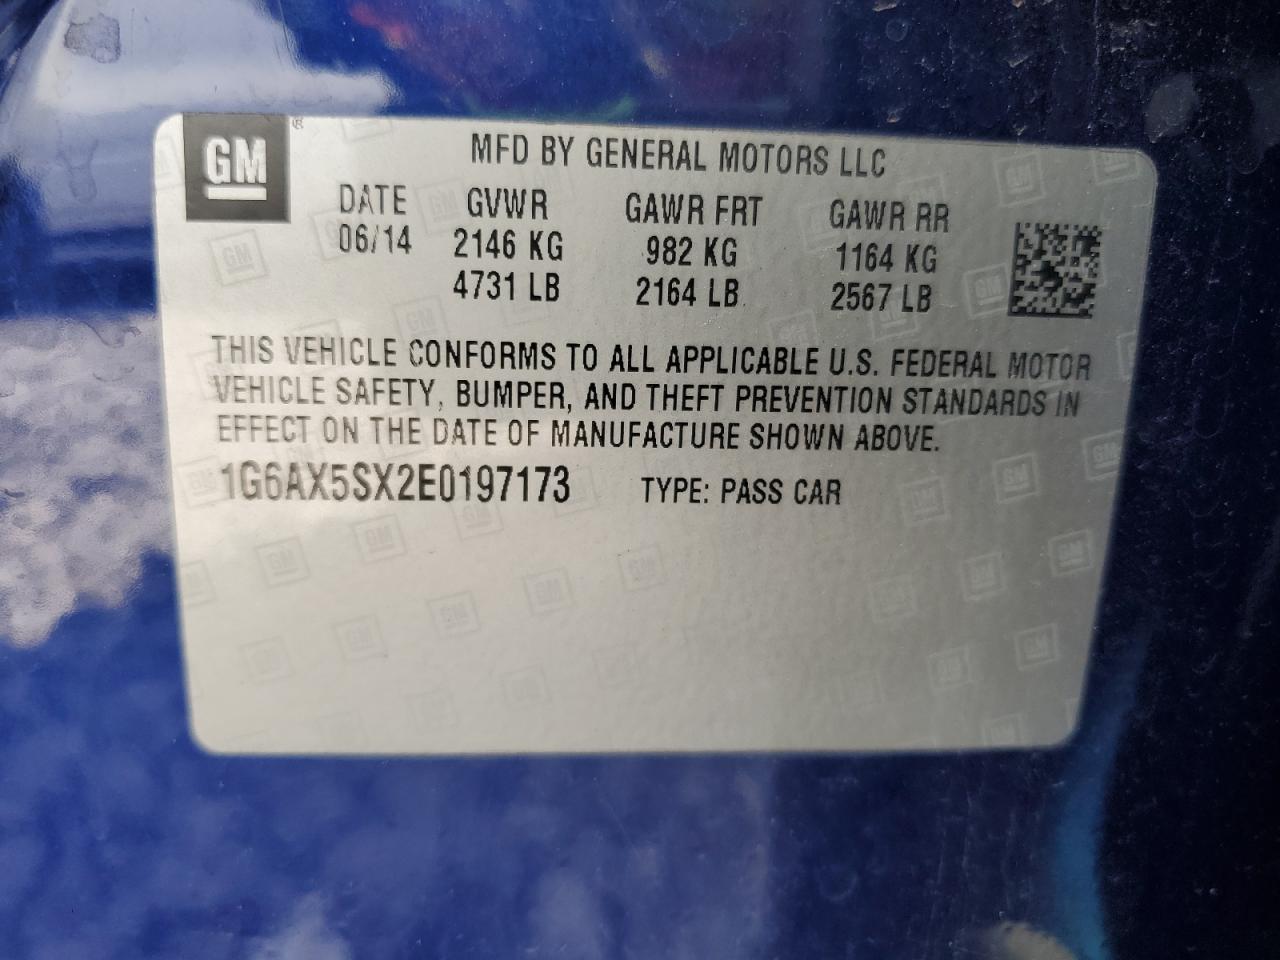 GM
MFD BY GENERAL MOTORS LLC
DATE GVWR GAWR FRT GAWR RR
06/14 2146 KG 982 KG 1164 KG
4731 LB 2164 LB 2567 LB
THIS VEHICLE CONFORMS TO ALL APPLICABLE U.S. FEDERAL MOTOR
VEHICLE SAFETY, BUMPER, AND THEFT PREVENTION STANDARDS IN
EFFECT ON THE DATE OF MANUFACTURE SHOWN ABOVE.
1G6AX5SX2E0197173 TYPE: PASS CAR